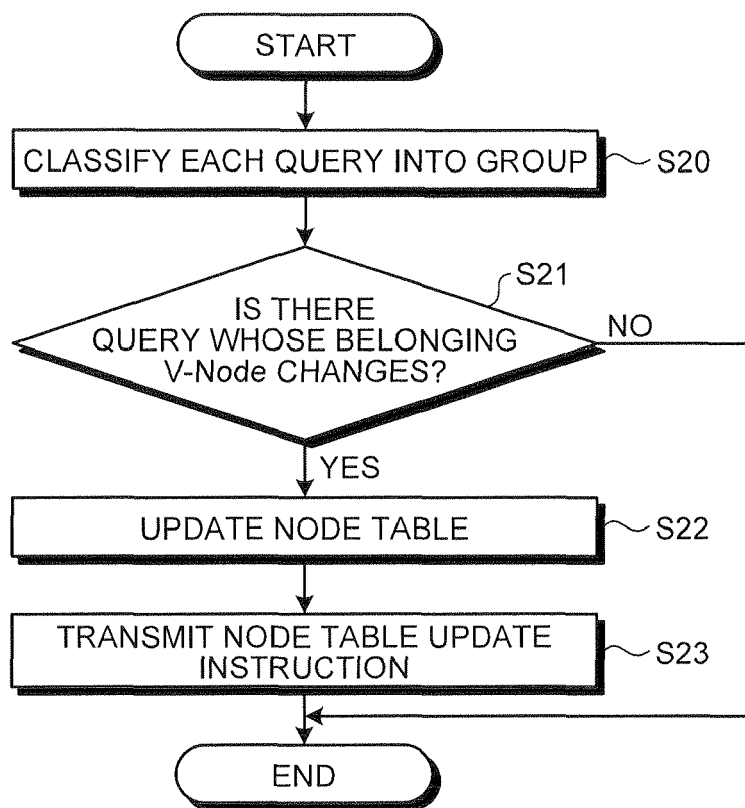 START
CLASSIFY EACH QUERY INTO GROUP
S20
S21
IS THERE
QUERY WHOSE BELONGING
V-Node CHANGES?
NO
YES
UPDATE NODE TABLE
S22
TRANSMIT NODE TABLE UPDATE
INSTRUCTION
S23
END